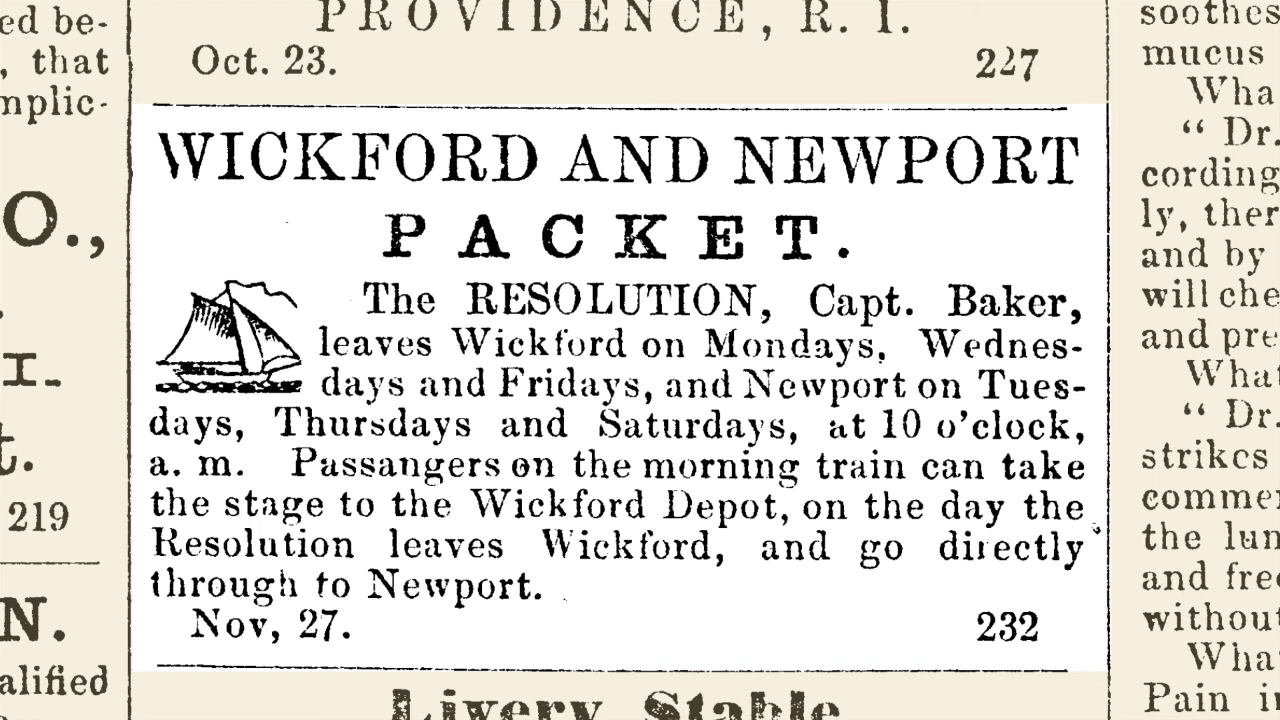 ed be-
, that
mplic-
O.,
I.
t.
219
N.
alified
PROVIDENCE, R. I.
Oct. 23. 227
WICKFORD AND NEWPORT
PACKET.
The RESOLUTION, Capt. Baker,
leaves Wickford on Mondays, Wednes-
days and Fridays, and Newport on Tues-
days, Thursdays and Saturdays, at 10 o'clock,
a. m. Passangers on the morning train can take
the stage to the Wickford Depot, on the day the
Resolution leaves Wickford, and go directly
through to Newport.
Nov, 27. 232
Livery Stable
soothes
mucus
Wha
“ Dr.
cording
ly, ther
and by
will che
and pre
What
“ Dr.
strikes
commen
the lun
and free
without
Wha
Pain in